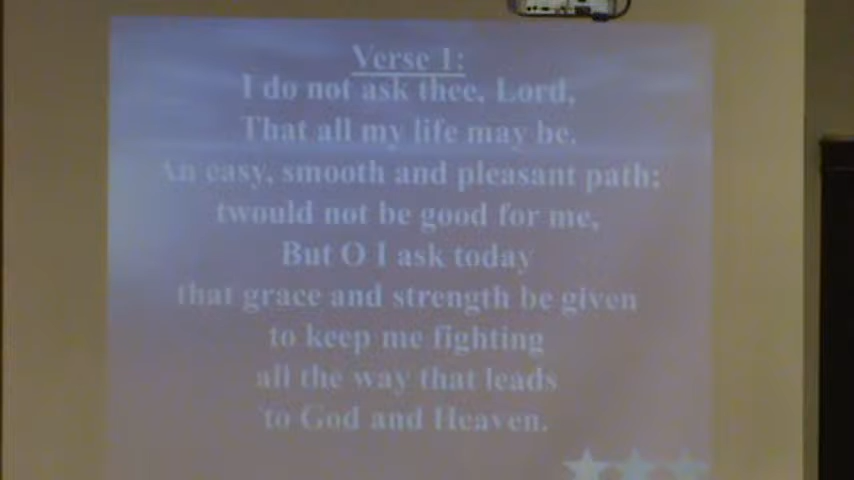 Verse 1:
I do not ask thee, Lord,
That all my life may be,
An easy, smooth and pleasant path;
twould not be good for me,
But O I ask today
that grace and strength be given
to keep me fighting
all the way that leads
to God and Heaven.